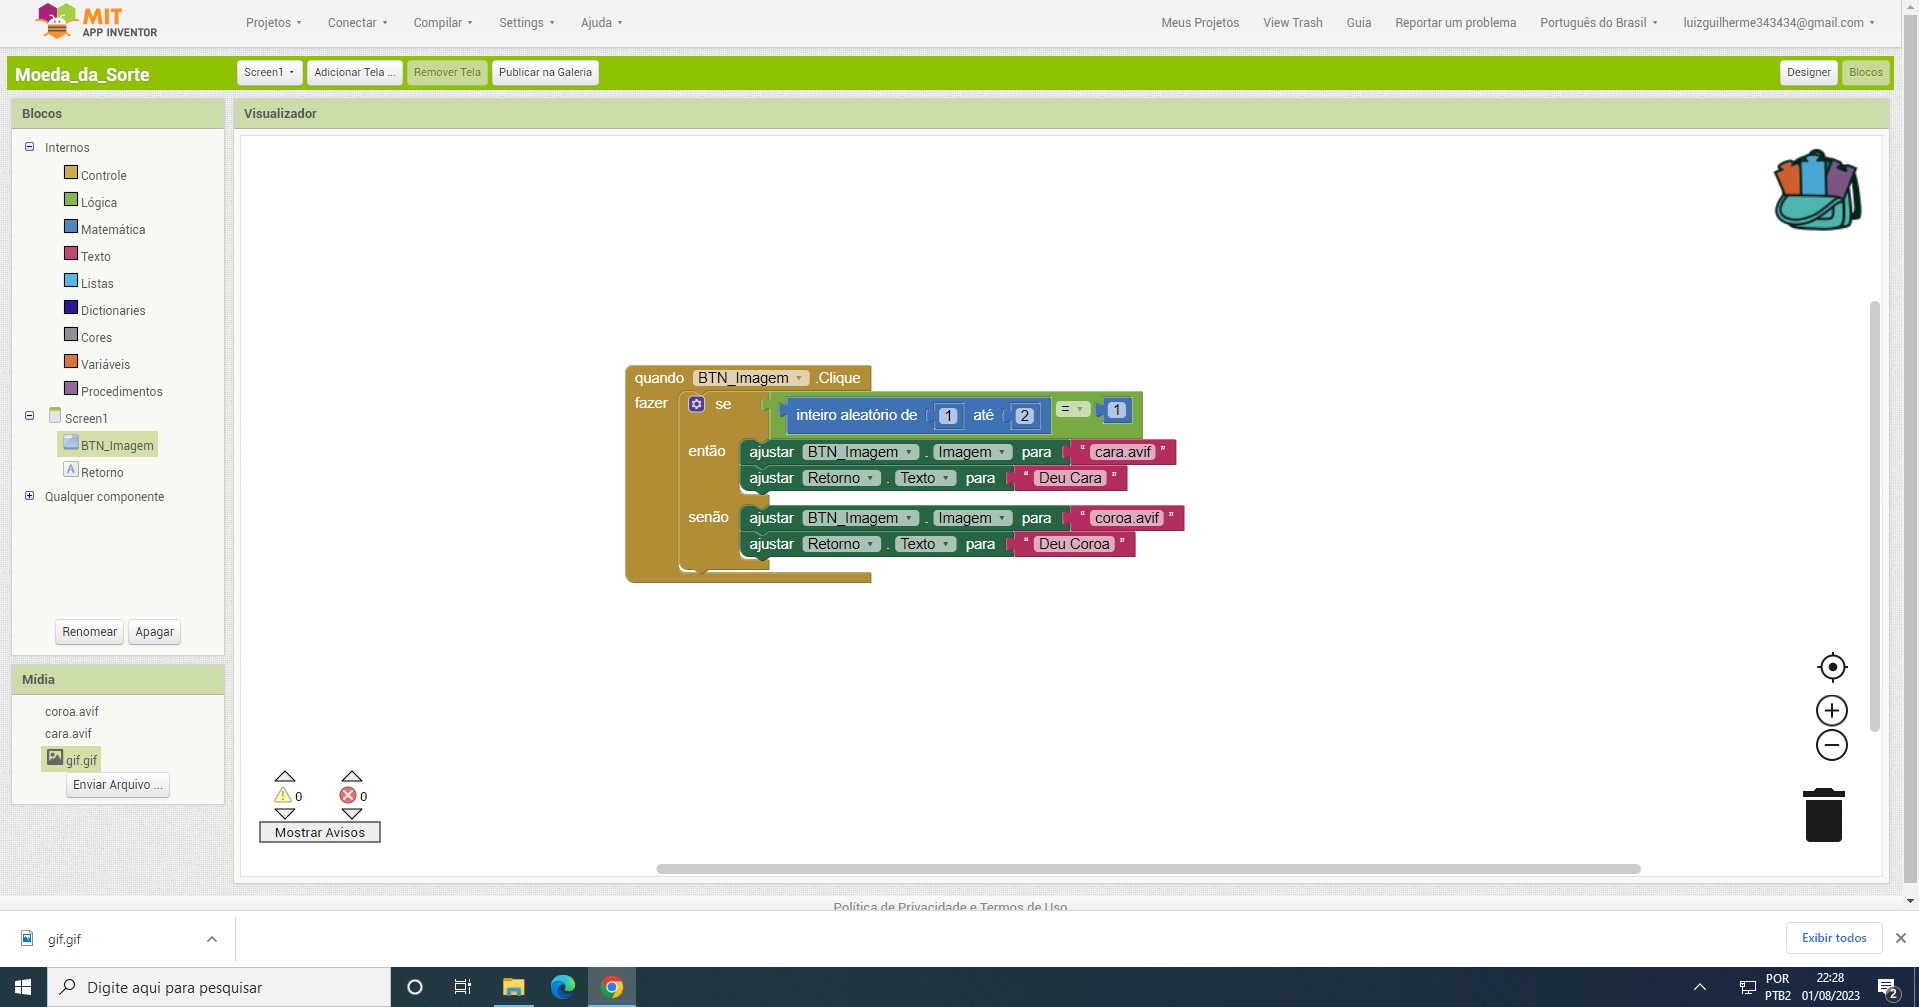 MIT
APP INVENTOR
Projetos Conectar Compilar Settings Ajuda Meus Projetos View Trash Guia Reportar um problema Português do Brasil luizguilherme343434@gmail.com
Moeda_da_Sorte Screen1 Adicionar Tela ... Remover Tela Publicar na Galeria Designer Blocos
Blocos
Internos
Controle
Lógica
Matemática
Texto
Listas
Dictionaries
Cores
Variáveis
Procedimentos
Screen1
BTN_Imagem
Retorno
Qualquer componente
Renomear Apagar
Mídia
coroa.avif
cara.avif
gif.gif
Enviar Arquivo ...
Visualizador
quando BTN_Imagem .Clique
fazer se inteiro aleatório de 1 até 2 = 1
então ajustar BTN_Imagem . Imagem para “ cara.avif ”
ajustar Retorno . Texto para “ Deu Cara ”
senão ajustar BTN_Imagem . Imagem para “ coroa.avif ”
ajustar Retorno . Texto para “ Deu Coroa ”
0 0
Mostrar Avisos
Política de Privacidade e Termos de Uso
gif.gif Exibir todos
Digite aqui para pesquisar
POR
PTB2
22:28
01/08/2023
2